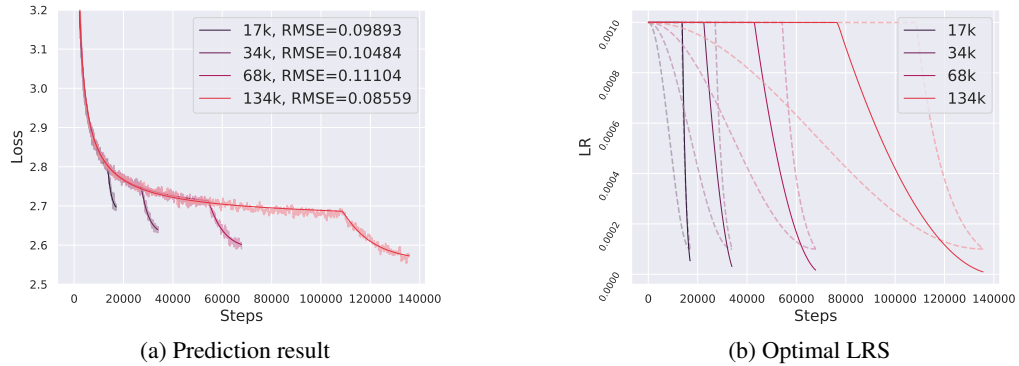 3.2
3.1
3.0
2.9
2.8
2.7
2.6
2.5
Loss
17k, RMSE=0.09893
34k, RMSE=0.10484
68k, RMSE=0.11104
134k, RMSE=0.08559
0 20000 40000 60000 80000 100000 120000 140000
Steps
(a) Prediction result
0.0010
0.0008
0.0006
0.0004
0.0002
0.0000
LR
17k
34k
68k
134k
0 20000 40000 60000 80000 100000 120000 140000
Steps
(b) Optimal LRS